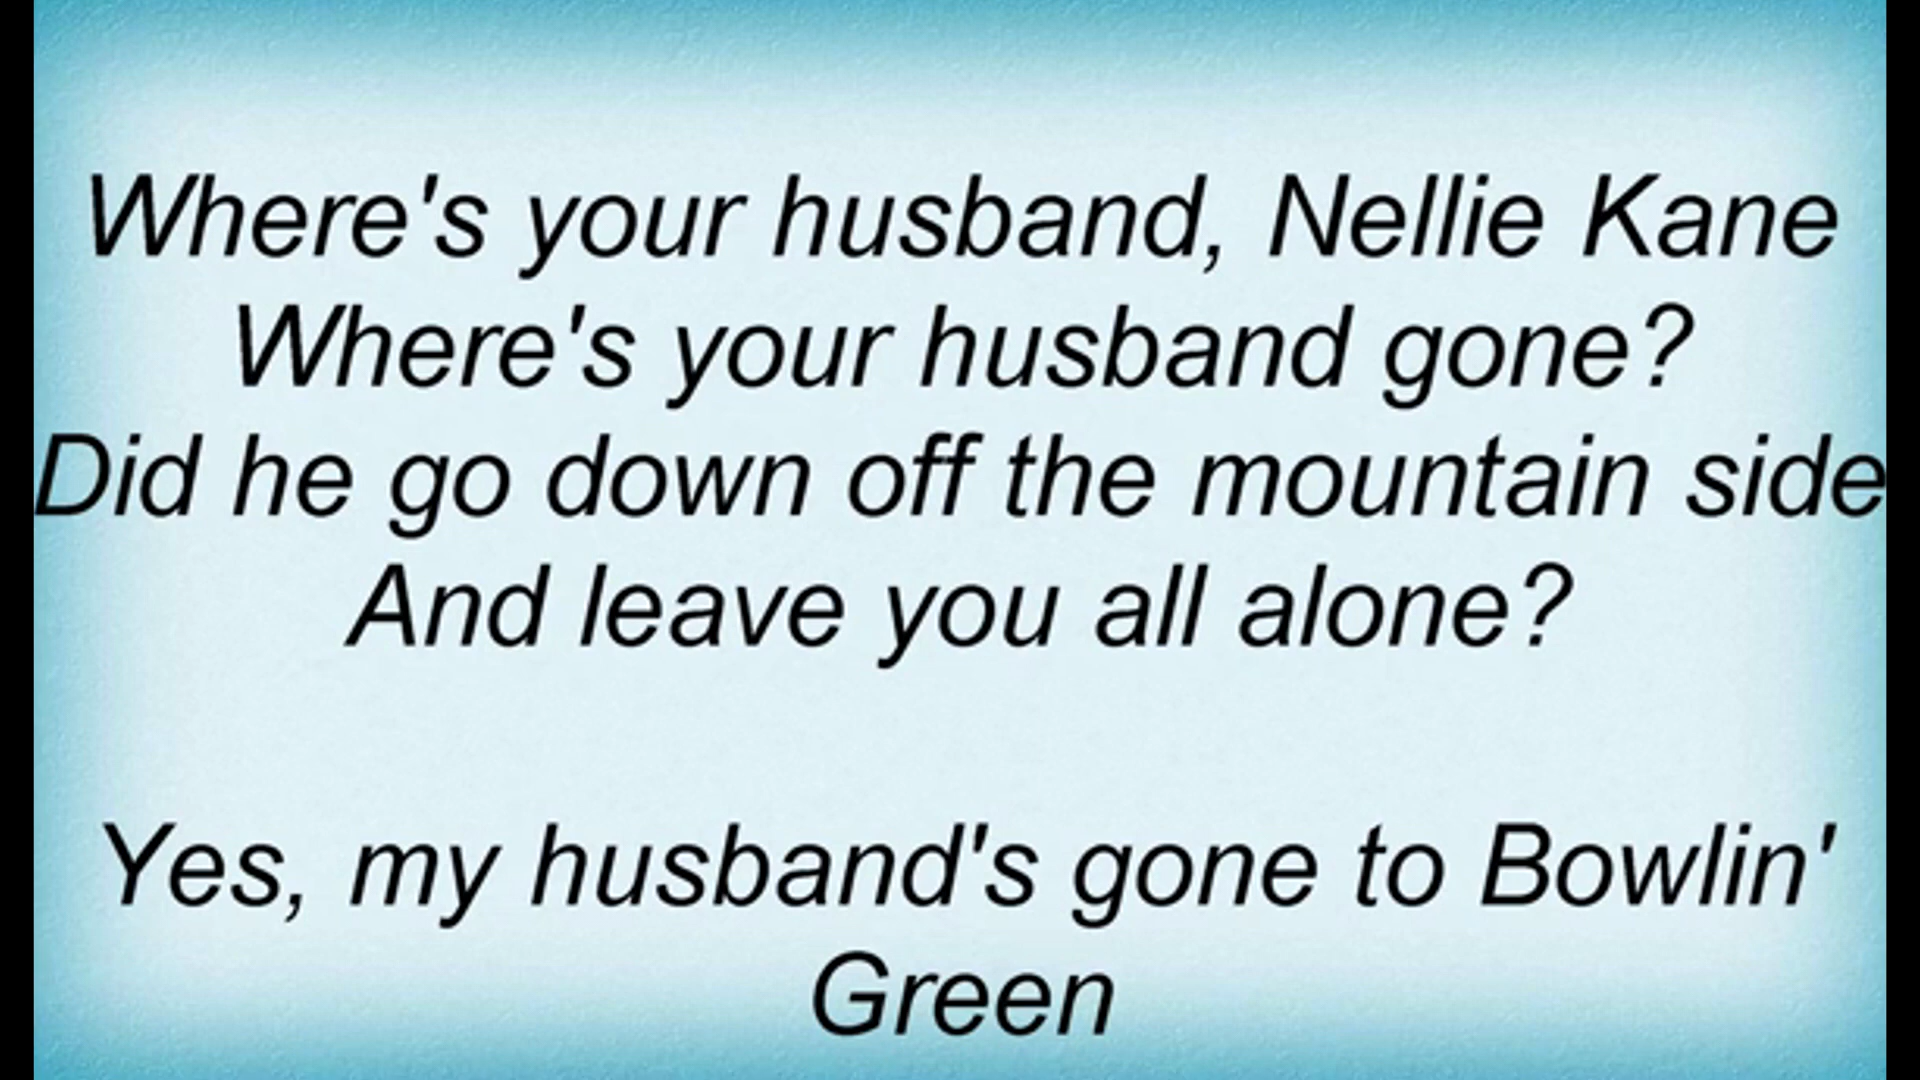 Where's your husband, Nellie Kane
Where's your husband gone?
Did he go down off the mountain side
And leave you all alone?
Yes, my husband's gone to Bowlin'
Green